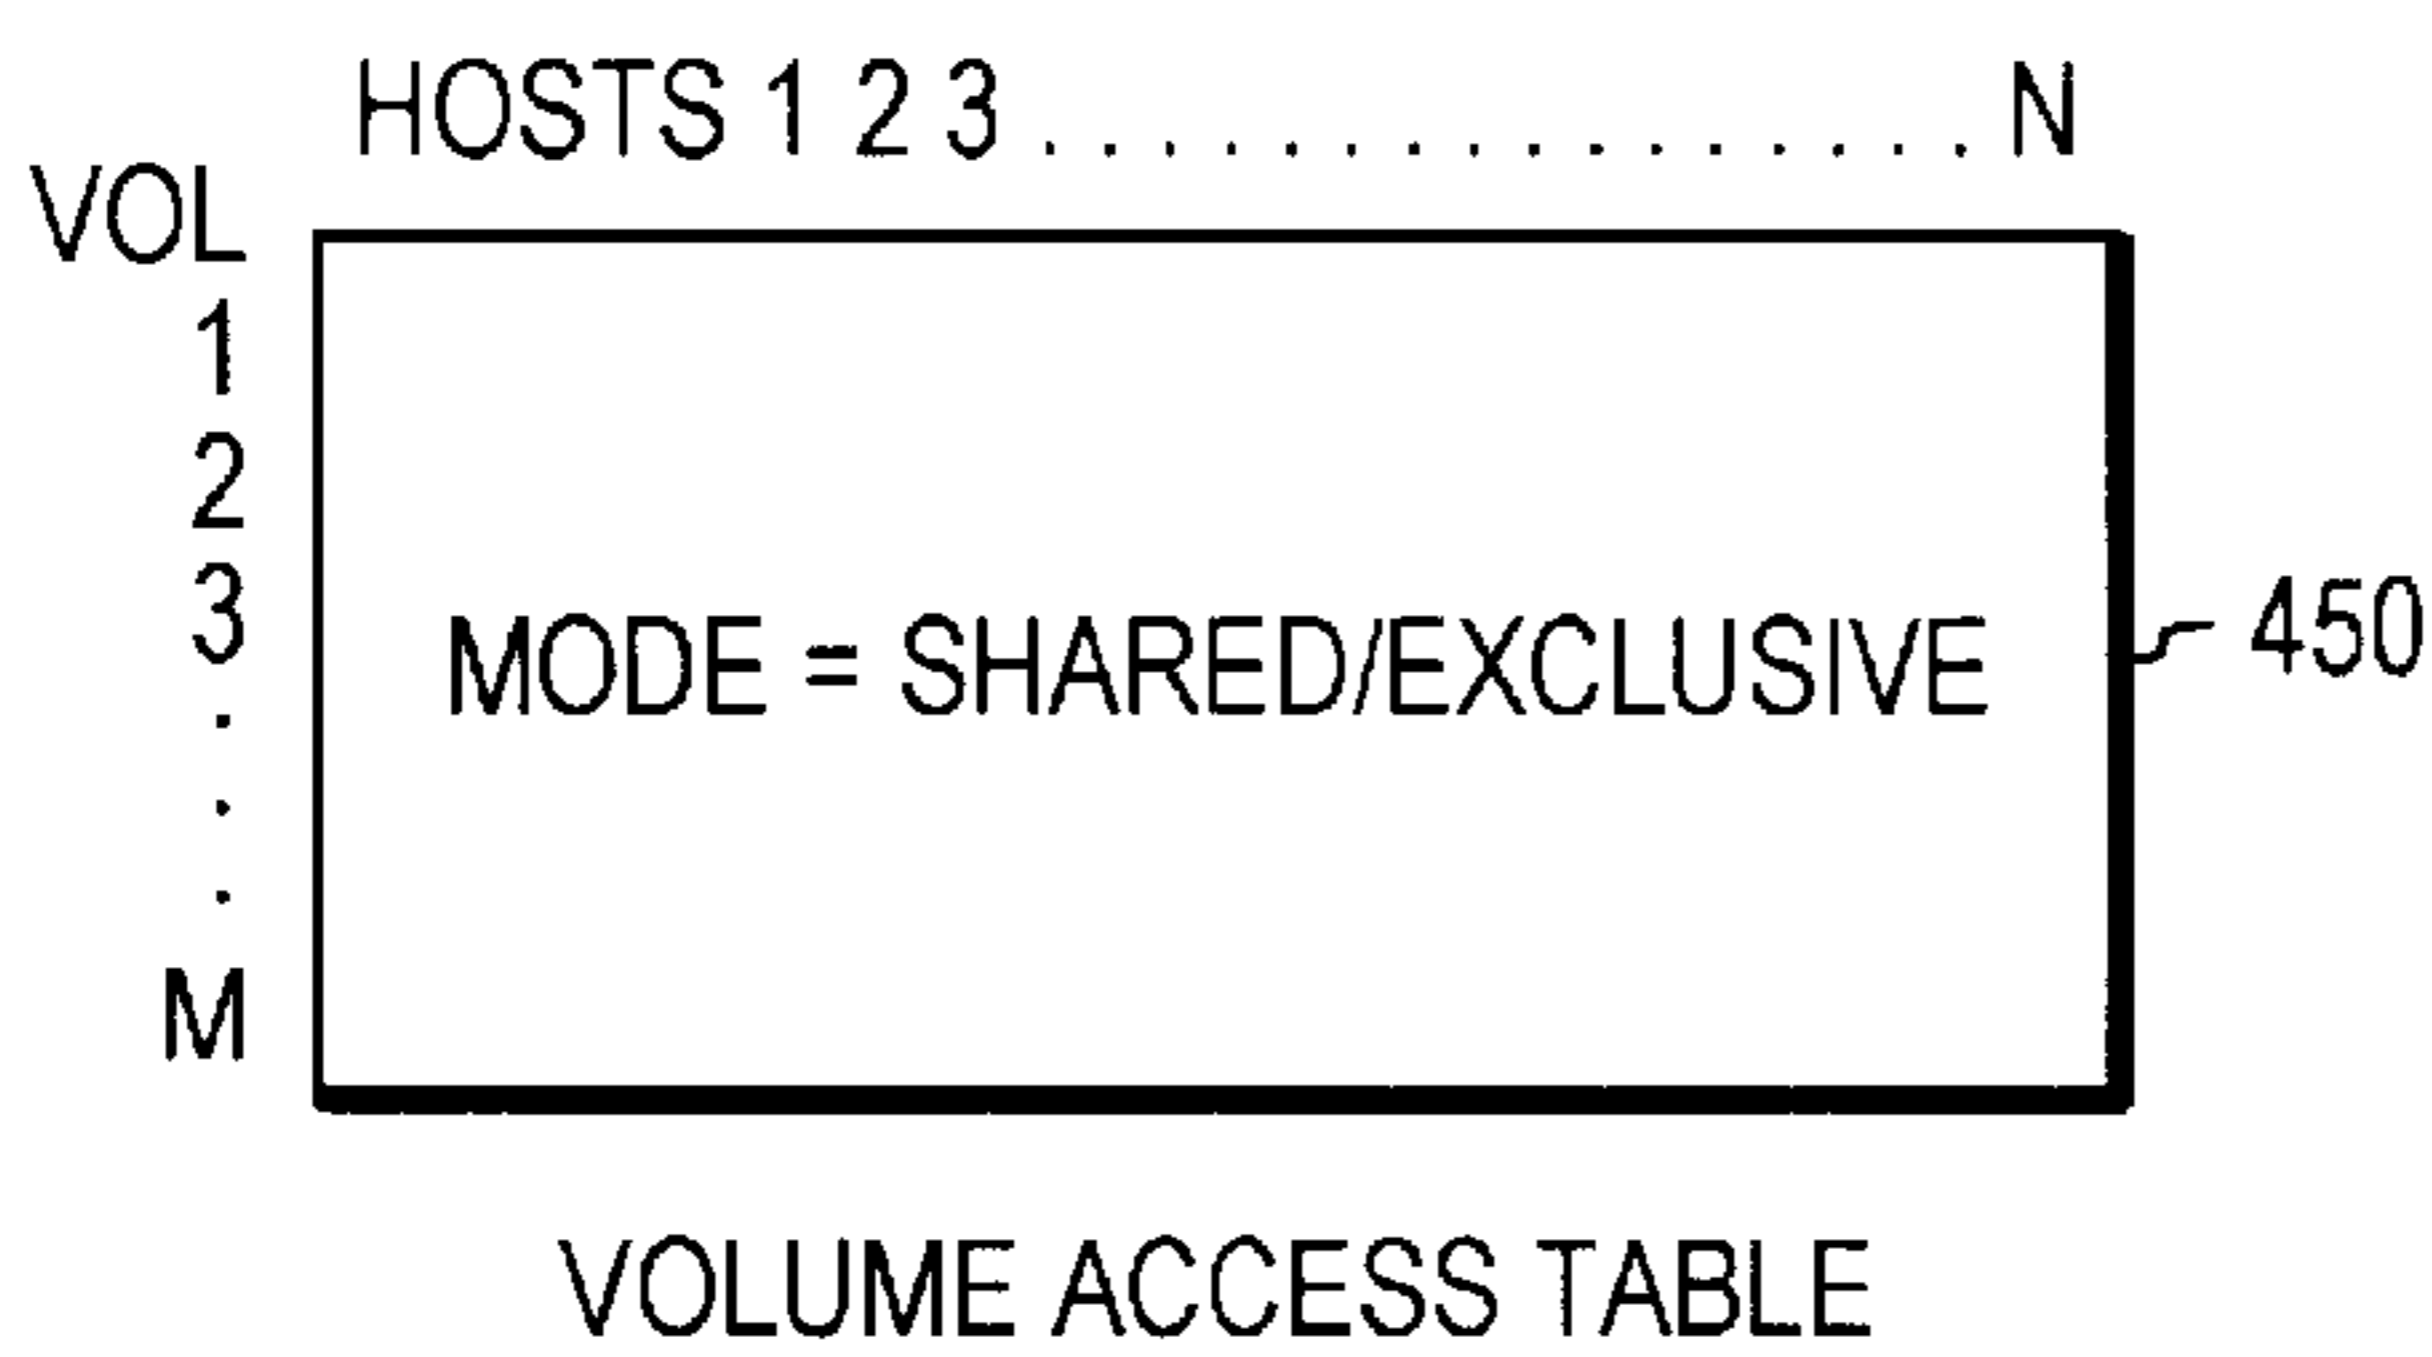 HOSTS 1 2 3 . . . . . . . . . . . . . . . . N
VOL
1
2
3
.
.
.
M
MODE = SHARED/EXCLUSIVE
450
VOLUME ACCESS TABLE